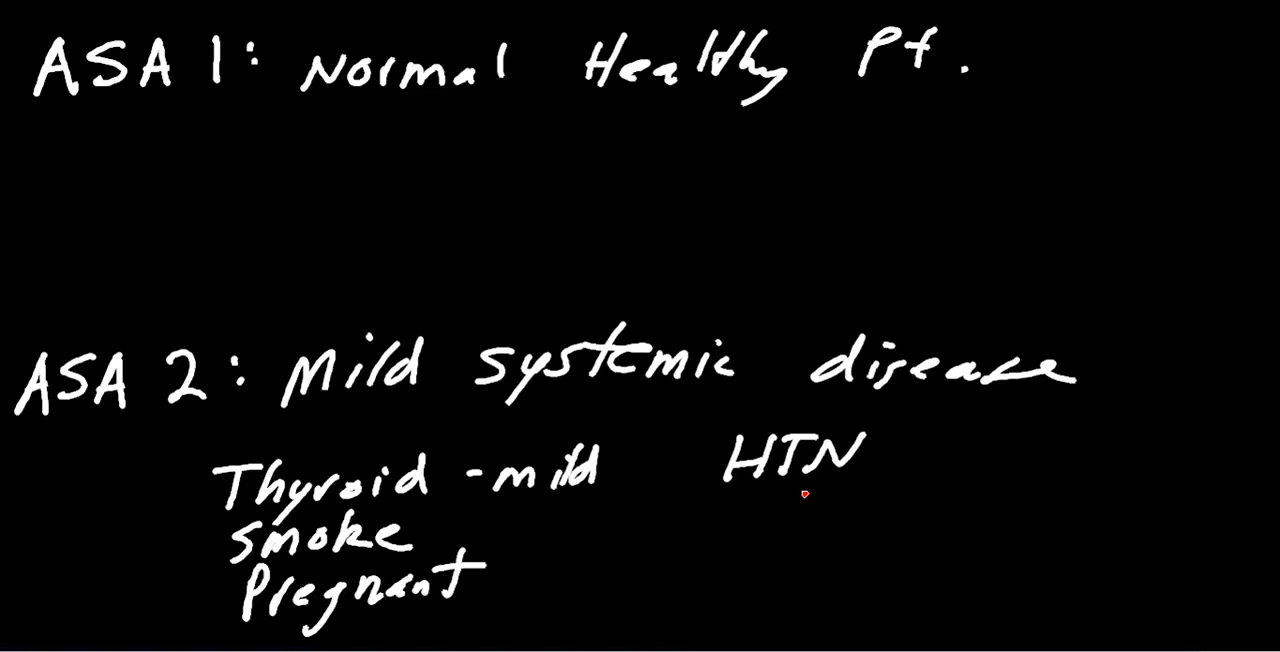 ASA 1: Normal Healthy Pt.
ASA 2: Mild systemic disease
Thyroid - mild HTN
Smoke
Pregnant